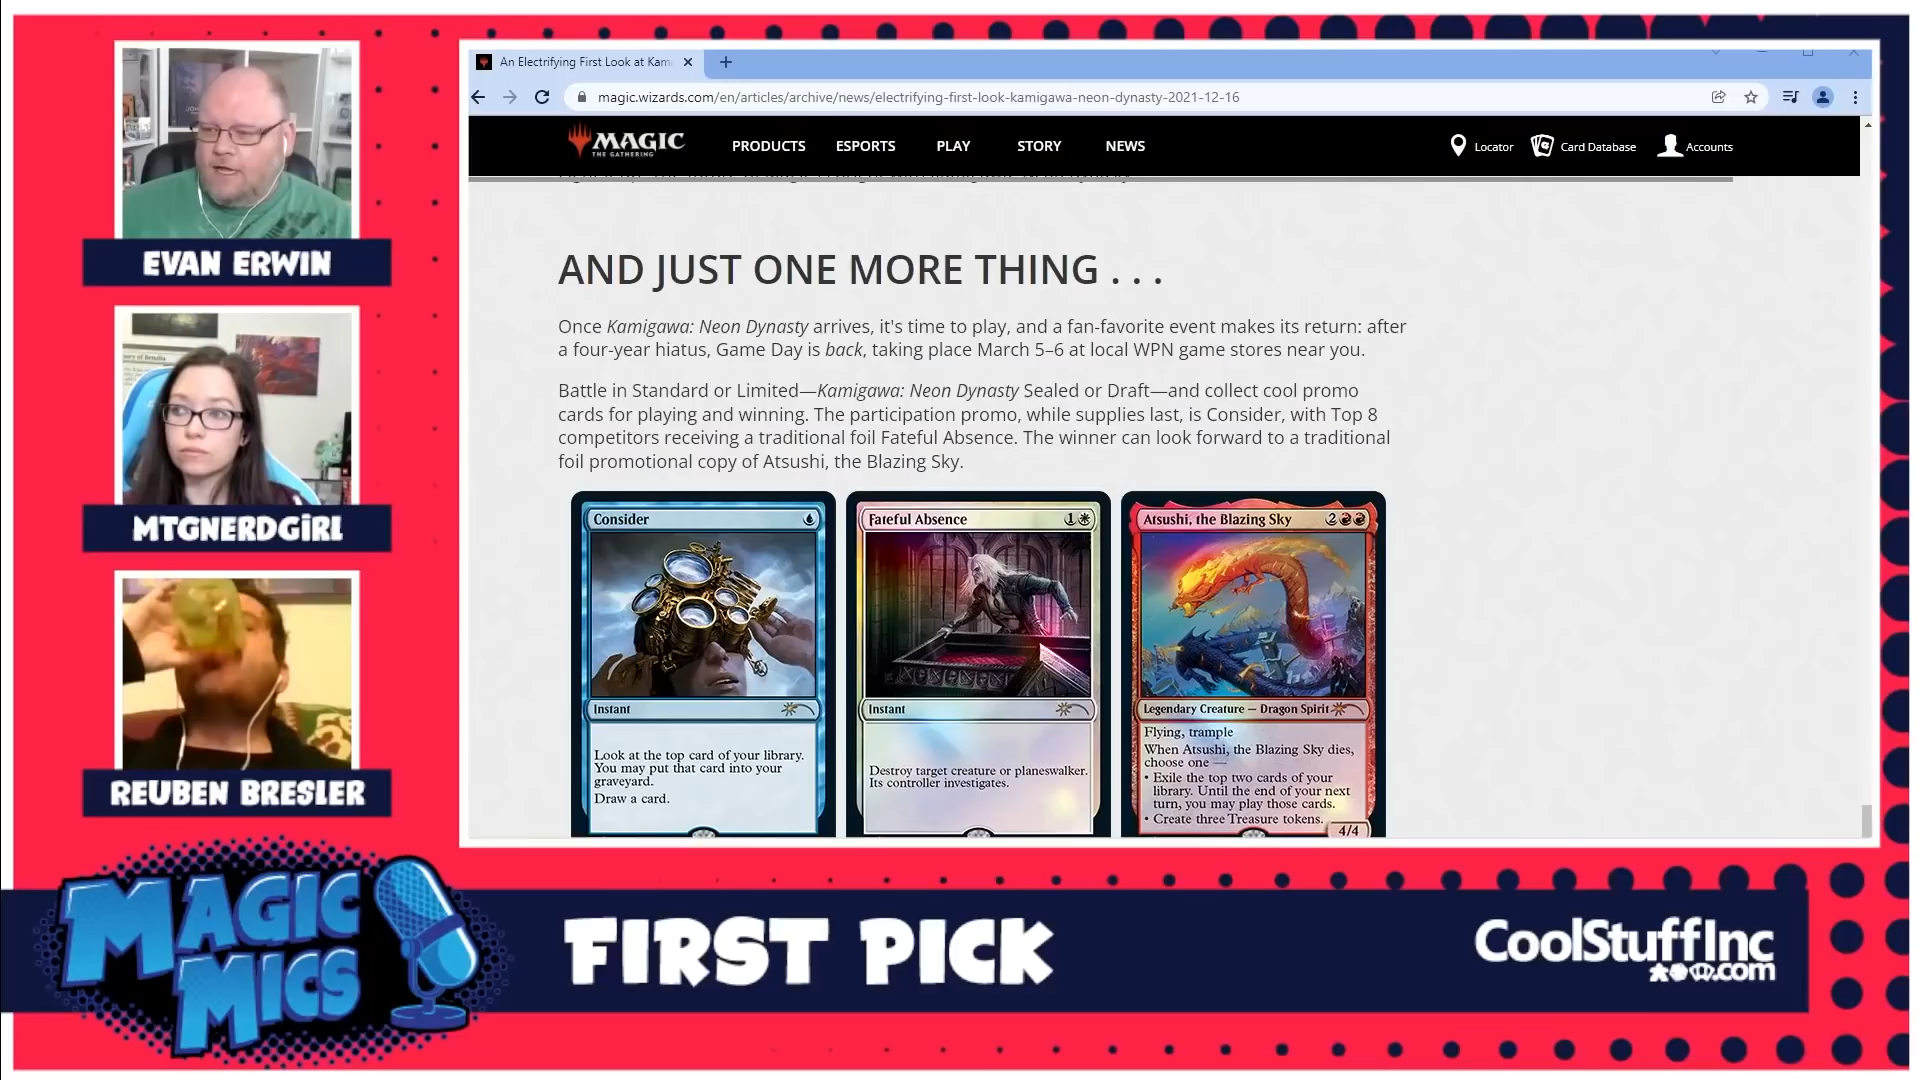 An Electrifying First Look at Kam
magic.wizards.com/en/articles/archive/news/electrifying-first-look-kamigawa-neon-dynasty-2021-12-16
MAGIC
THE GATHERING
PRODUCTS
ESPORTS
PLAY
STORY
NEWS
Locator
Card Database
Accounts
AND JUST ONE MORE THING . . .
Once Kamigawa: Neon Dynasty arrives, it's time to play, and a fan-favorite event makes its return: after
a four-year hiatus, Game Day is back, taking place March 5–6 at local WPN game stores near you.
Battle in Standard or Limited—Kamigawa: Neon Dynasty Sealed or Draft—and collect cool promo
cards for playing and winning. The participation promo, while supplies last, is Consider, with Top 8
competitors receiving a traditional foil Fateful Absence. The winner can look forward to a traditional
foil promotional copy of Atsushi, the Blazing Sky.
Consider
Instant
Look at the top card of your library.
You may put that card into your
graveyard.
Draw a card.
Fateful Absence
1
Instant
Destroy target creature or planeswalker.
Its controller investigates.
Atsushi, the Blazing Sky
2
Legendary Creature — Dragon Spirit
Flying, trample
When Atsushi, the Blazing Sky dies,
choose one —
• Exile the top two cards of your
library. Until the end of your next
turn, you may play those cards.
• Create three Treasure tokens.
4/4
EVAN ERWIN
MTGNERDGIRL
REUBEN BRESLER
MAGIC
MICS
FIRST PICK
CoolStuffInc
.com